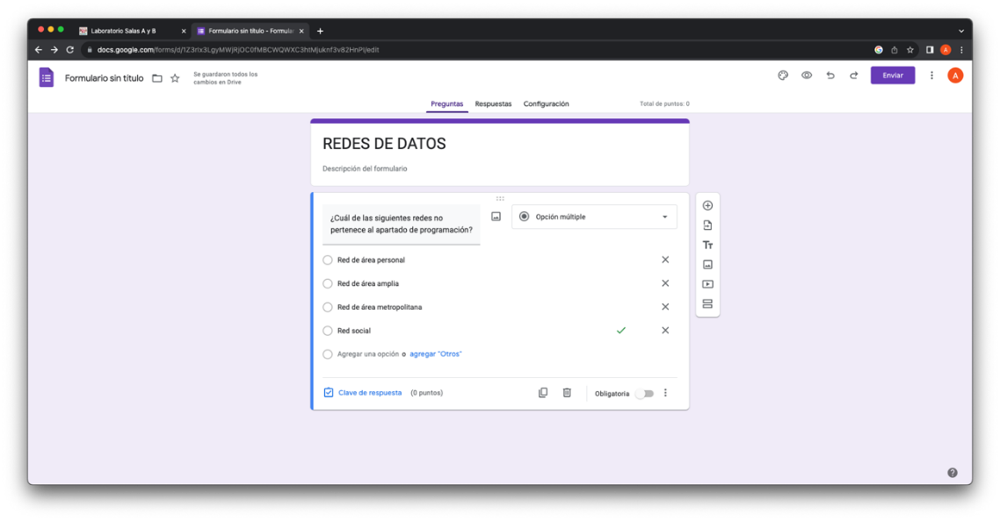 Laboratorio Salas A y B
Formulario sin título - Formular
docs.google.com/forms/d/1Z3rIx3LgyMWjRjOC0fMBCWQWXC3htMjuknf3v82HnPI/edit
Formulario sin título
Se guardaron todos los
cambios en Drive
Enviar
A
Preguntas Respuestas Configuración
Total de puntos: 0
REDES DE DATOS
Descripción del formulario
¿Cuál de las siguientes redes no
pertenece al apartado de programación?
Opción múltiple
Red de área personal
Red de área amplia
Red de área metropolitana
Red social
Agregar una opción o agregar "Otros"
Clave de respuesta (0 puntos)
Obligatoria